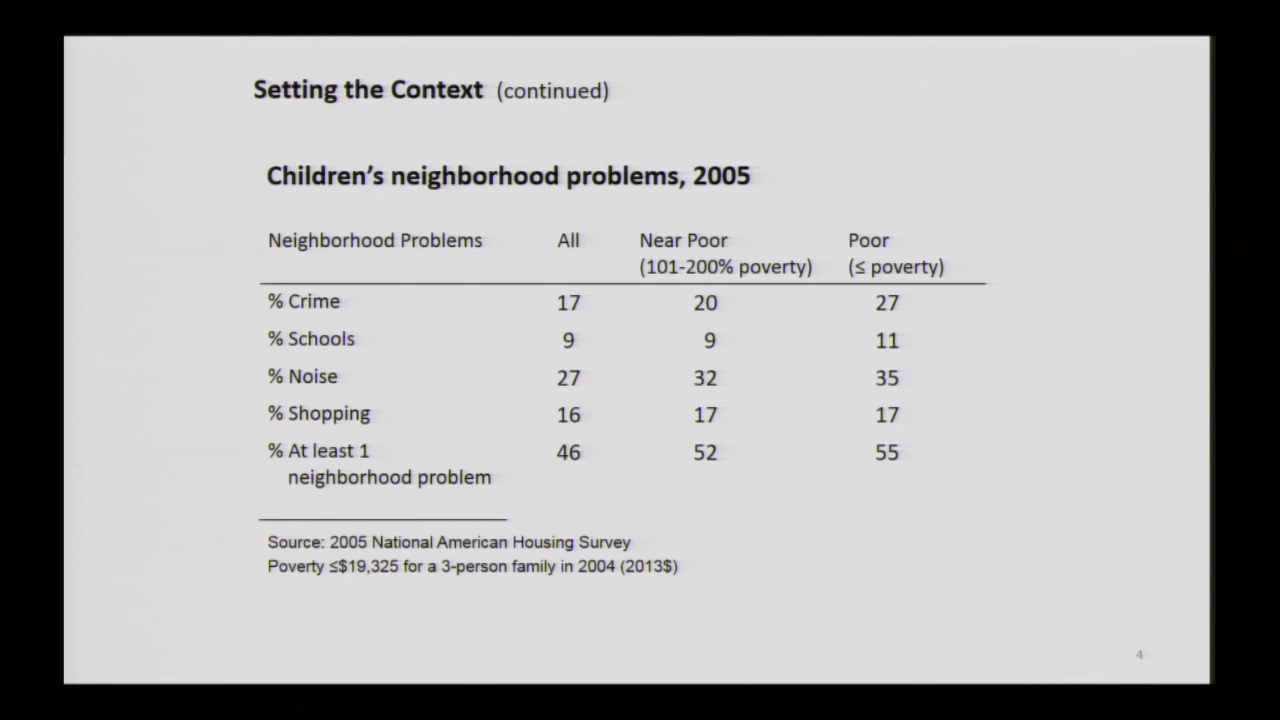 Setting the Context (continued)
Children's neighborhood problems, 2005
Neighborhood Problems All Near Poor Poor
(101-200% poverty) (≤ poverty)
% Crime 17 20 27
% Schools 9 9 11
% Noise 27 32 35
% Shopping 16 17 17
% At least 1 46 52 55
neighborhood problem
Source: 2005 National American Housing Survey
Poverty ≤$19,325 for a 3-person family in 2004 (2013$)
4